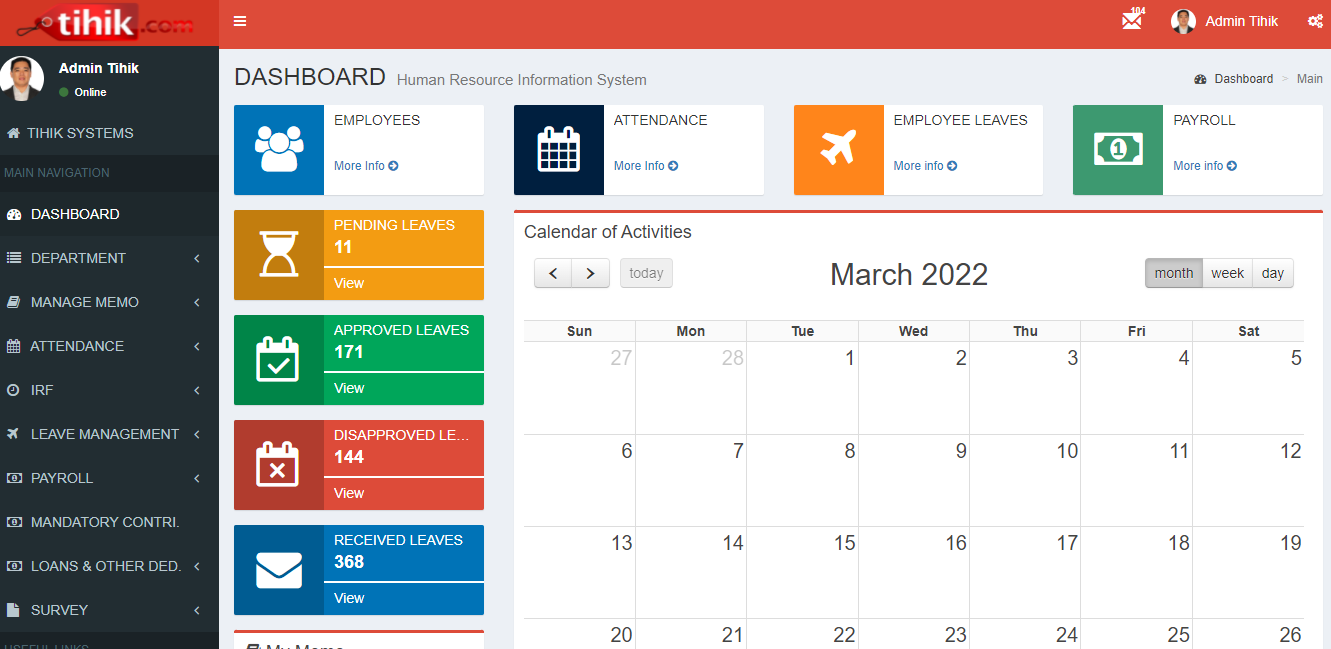 tihik.com
104
Admin Tihik
Admin Tihik
Online
TIHIK SYSTEMS
MAIN NAVIGATION
DASHBOARD
DEPARTMENT
MANAGE MEMO
ATTENDANCE
IRF
LEAVE MANAGEMENT
PAYROLL
MANDATORY CONTRI.
LOANS & OTHER DED.
SURVEY
USEFUL LINKS
DASHBOARD Human Resource Information System
Dashboard > Main
EMPLOYEES
More Info
ATTENDANCE
More Info
EMPLOYEE LEAVES
More info
PAYROLL
1
More info
PENDING LEAVES
11
View
APPROVED LEAVES
171
View
DISAPPROVED LE...
144
View
RECEIVED LEAVES
368
View
My Memo
Calendar of Activities
today
March 2022
month week day
Sun Mon Tue Wed Thu Fri Sat
27 28 1 2 3 4 5
6 7 8 9 10 11 12
13 14 15 16 17 18 19
20 21 22 23 24 25 26